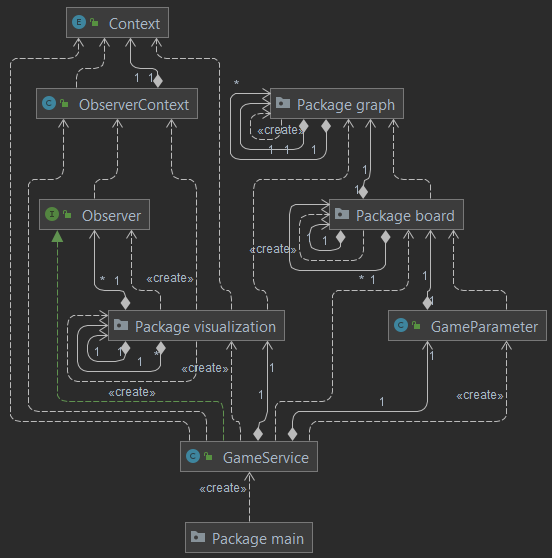 E Context
1 1
C ObserverContext
* Package graph
«create»
1 1 1
1
I Observer
Package board
1
«create»
* 1 1
* 1 «create»
1
Package visualization
C GameParameter
1 1 *
1
1
«create»
«create»
1
1
«create»
C GameService
«create»
Package main